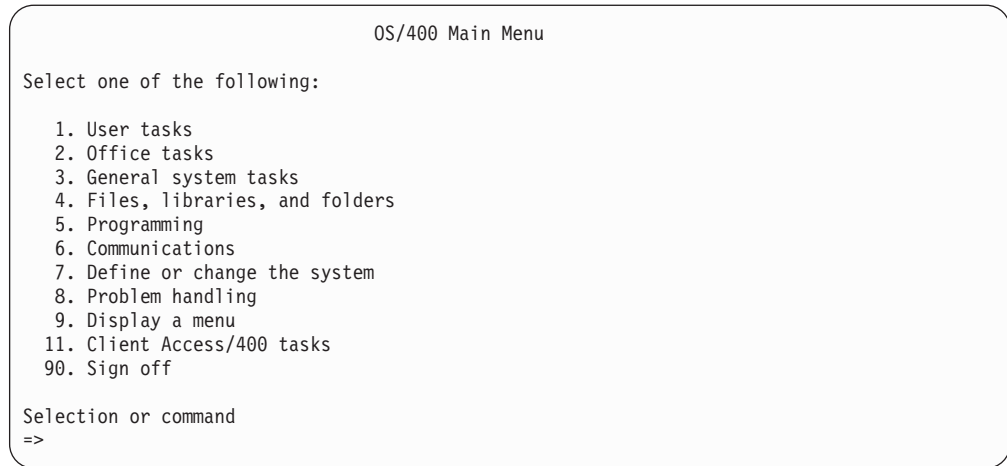 OS/400 Main Menu
Select one of the following:
1. User tasks
2. Office tasks
3. General system tasks
4. Files, libraries, and folders
5. Programming
6. Communications
7. Define or change the system
8. Problem handling
9. Display a menu
11. Client Access/400 tasks
90. Sign off
Selection or command
=>